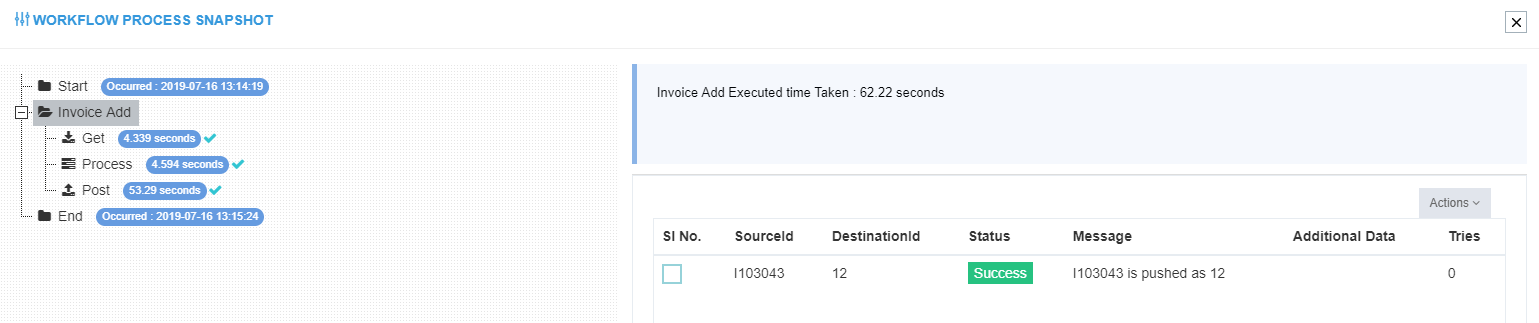 WORKFLOW PROCESS SNAPSHOT
Start Occurred : 2019-07-16 13:14:19
Invoice Add
Get 4.339 seconds
Process 4.594 seconds
Post 53.29 seconds
End Occurred : 2019-07-16 13:15:24
Invoice Add Executed time Taken : 62.22 seconds
Actions
Sl No. SourceId DestinationId Status Message Additional Data Tries
I103043 12 Success I103043 is pushed as 12 0